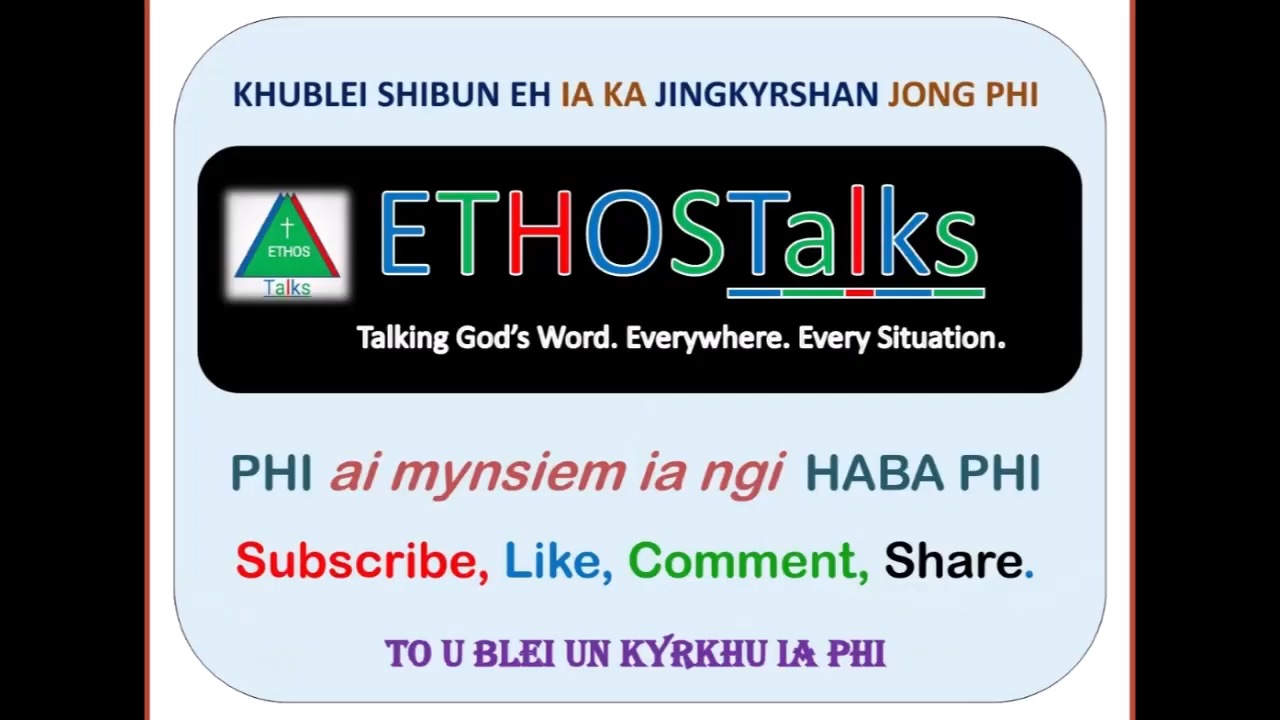 KHUBLEI SHIBUN EH IA KA JINGKYRSHAN JONG PHI
ETHOS
Talks
ETHOSTalks
Talking God's Word. Everywhere. Every Situation.
PHI ai mynsiem ia ngi HABA PHI
Subscribe, Like, Comment, Share.
TO U BLEI UN KYRKHU IA PHI